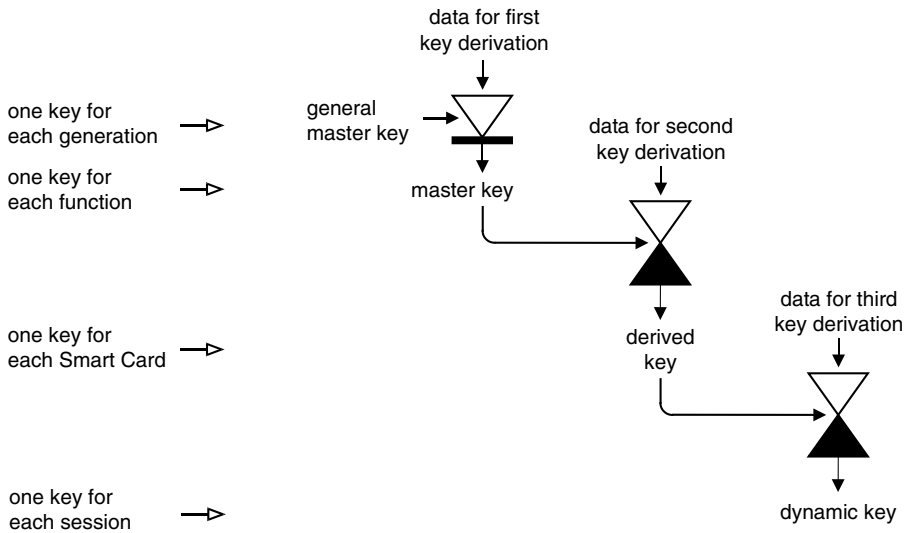 data for first
key derivation
one key for
each generation
general
master key
data for second
key derivation
one key for
each function
master key
data for third
key derivation
one key for
each Smart Card
derived
key
one key for
each session
dynamic key